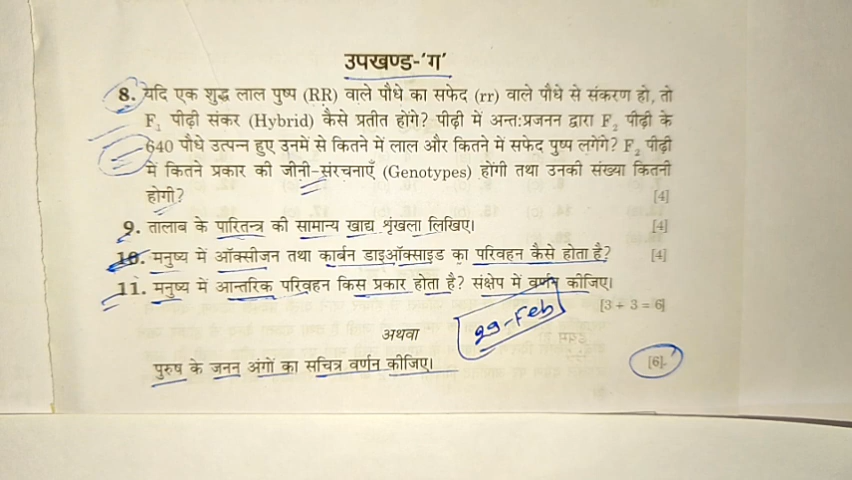 उपखण्ड-'ग'
8. यदि एक शुद्ध लाल पुष्प (RR) वाले पौधे का सफेद (rr) वाले पौधे से संकरण हो, तो
F₁ पीढ़ी संकर (Hybrid) कैसे प्रतीत होंगे? पीढ़ी में अन्त:प्रजनन द्वारा F₂ पीढ़ी के
640 पौधे उत्पन्न हुए उनमें से कितने में लाल और कितने में सफेद पुष्प लगेंगे? F₂ पीढ़ी
में कितने प्रकार की जीनी-संरचनाएँ (Genotypes) होंगी तथा उनकी संख्या कितनी
होगी? [4]
9. तालाब के पारितन्त्र की सामान्य खाद्य शृंखला लिखिए। [4]
10. मनुष्य में ऑक्सीजन तथा कार्बन डाइऑक्साइड का परिवहन कैसे होता है? [4]
11. मनुष्य में आन्तरिक परिवहन किस प्रकार होता है? संक्षेप में वर्णन कीजिए।
[3 + 3 = 6]
अथवा
29-Feb
पुरुष के जनन अंगों का सचित्र वर्णन कीजिए। [6]